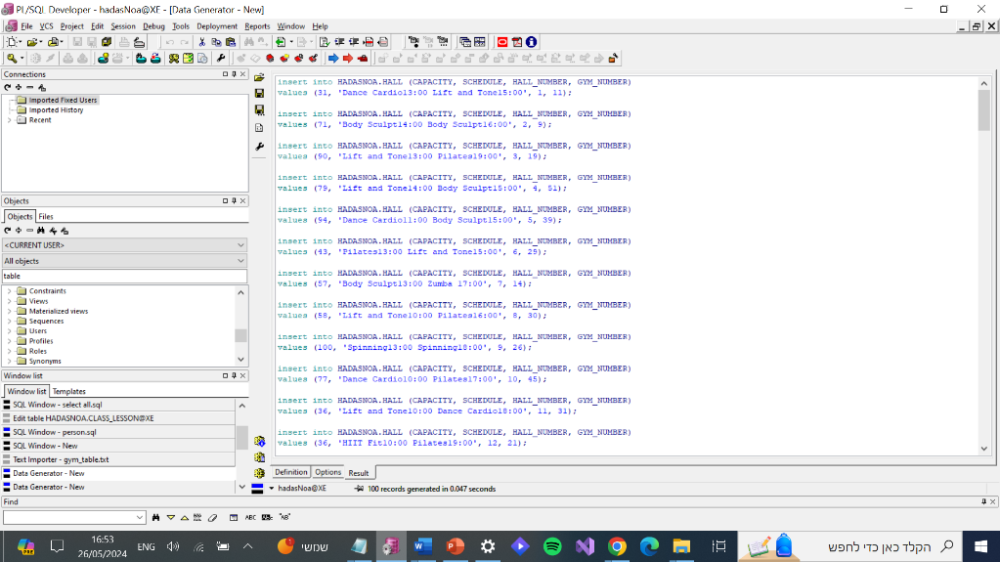 PL/SQL Developer - hadasNoa@XE - [Data Generator - New]
File VCS Project Edit Session Debug Tools Deployment Reports Window Help
Connections
Imported Fixed Users
Imported History
Recent
Objects
Objects Files
<CURRENT USER>
All objects
table
Constraints
Views
Materialized views
Sequences
Users
Profiles
Roles
Synonyms
Window list
Window list Templates
SQL Window - select all.sql
Edit table HADASNOA.CLASS_LESSON@XE
SQL Window - person.sql
SQL Window - New
Text Importer - gym_table.txt
Data Generator - New
Data Generator - New
insert into HADASNOA.HALL (CAPACITY, SCHEDULE, HALL_NUMBER, GYM_NUMBER)
values (31, 'Dance Cardio13:00 Lift and Tone15:00', 1, 11);
insert into HADASNOA.HALL (CAPACITY, SCHEDULE, HALL_NUMBER, GYM_NUMBER)
values (71, 'Body Sculpt14:00 Body Sculpt16:00', 2, 9);
insert into HADASNOA.HALL (CAPACITY, SCHEDULE, HALL_NUMBER, GYM_NUMBER)
values (90, 'Lift and Tone13:00 Pilates19:00', 3, 19);
insert into HADASNOA.HALL (CAPACITY, SCHEDULE, HALL_NUMBER, GYM_NUMBER)
values (79, 'Lift and Tone14:00 Body Sculpt15:00', 4, 51);
insert into HADASNOA.HALL (CAPACITY, SCHEDULE, HALL_NUMBER, GYM_NUMBER)
values (94, 'Dance Cardio11:00 Body Sculpt15:00', 5, 39);
insert into HADASNOA.HALL (CAPACITY, SCHEDULE, HALL_NUMBER, GYM_NUMBER)
values (43, 'Pilates13:00 Lift and Tone15:00', 6, 29);
insert into HADASNOA.HALL (CAPACITY, SCHEDULE, HALL_NUMBER, GYM_NUMBER)
values (57, 'Body Sculpt13:00 Zumba 17:00', 7, 14);
insert into HADASNOA.HALL (CAPACITY, SCHEDULE, HALL_NUMBER, GYM_NUMBER)
values (58, 'Lift and Tone10:00 Pilates16:00', 8, 30);
insert into HADASNOA.HALL (CAPACITY, SCHEDULE, HALL_NUMBER, GYM_NUMBER)
values (100, 'Spinning13:00 Spinning18:00', 9, 26);
insert into HADASNOA.HALL (CAPACITY, SCHEDULE, HALL_NUMBER, GYM_NUMBER)
values (77, 'Dance Cardio10:00 Pilates17:00', 10, 45);
insert into HADASNOA.HALL (CAPACITY, SCHEDULE, HALL_NUMBER, GYM_NUMBER)
values (36, 'Lift and Tone10:00 Dance Cardio18:00', 11, 31);
insert into HADASNOA.HALL (CAPACITY, SCHEDULE, HALL_NUMBER, GYM_NUMBER)
values (36, 'HIIT Fit10:00 Pilates19:00', 12, 21);
Definition Options Result
hadasNoa@XE 100 records generated in 0.047 seconds
Find
ABC "AB"
16:53
26/05/2024
ENG
שמשי
הקלד כאן כדי לחפש